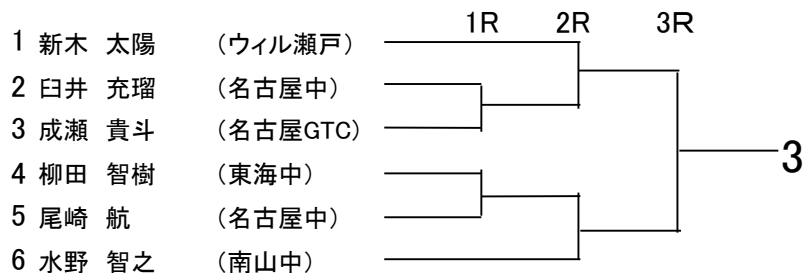 1R 2R 3R
1 新木 太陽 (ウィル瀬戸)
2 臼井 充瑠 (名古屋中)
3 成瀬 貴斗 (名古屋GTC)
4 柳田 智樹 (東海中)
5 尾崎 航 (名古屋中)
6 水野 智之 (南山中)
3